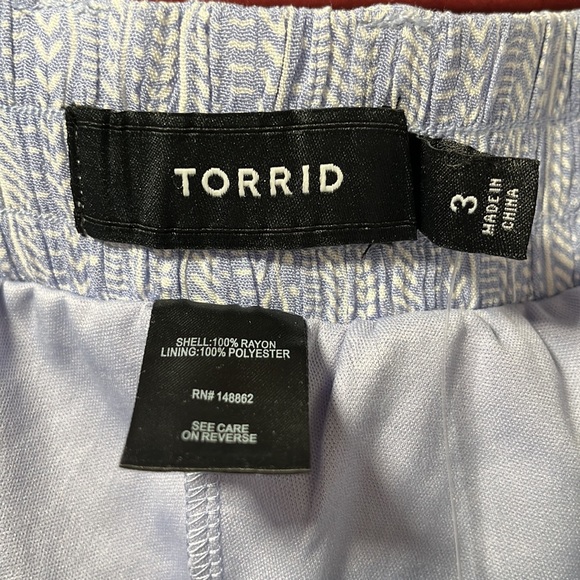 TORRID
3
MADE IN
CHINA
SHELL:100% RAYON
LINING:100% POLYESTER
RN# 148862
SEE CARE
ON REVERSE